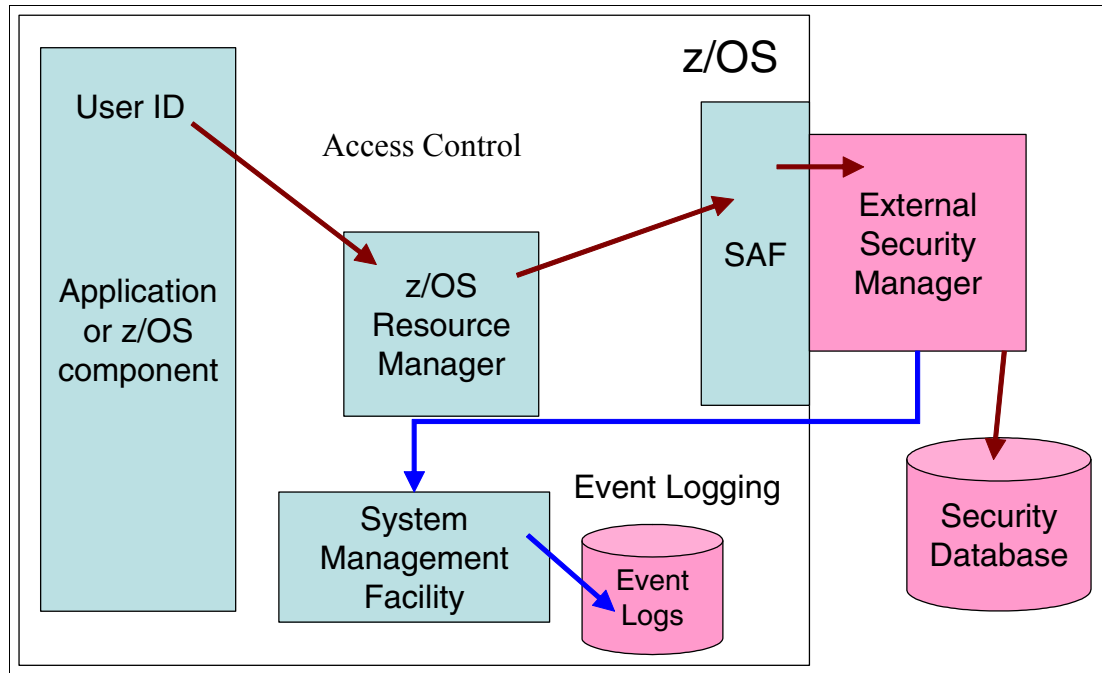 z/OS
User ID
Access Control
Application
or z/OS
component
z/OS
Resource
Manager
SAF
External
Security
Manager
System
Management
Facility
Event Logging
Event
Logs
Security
Database